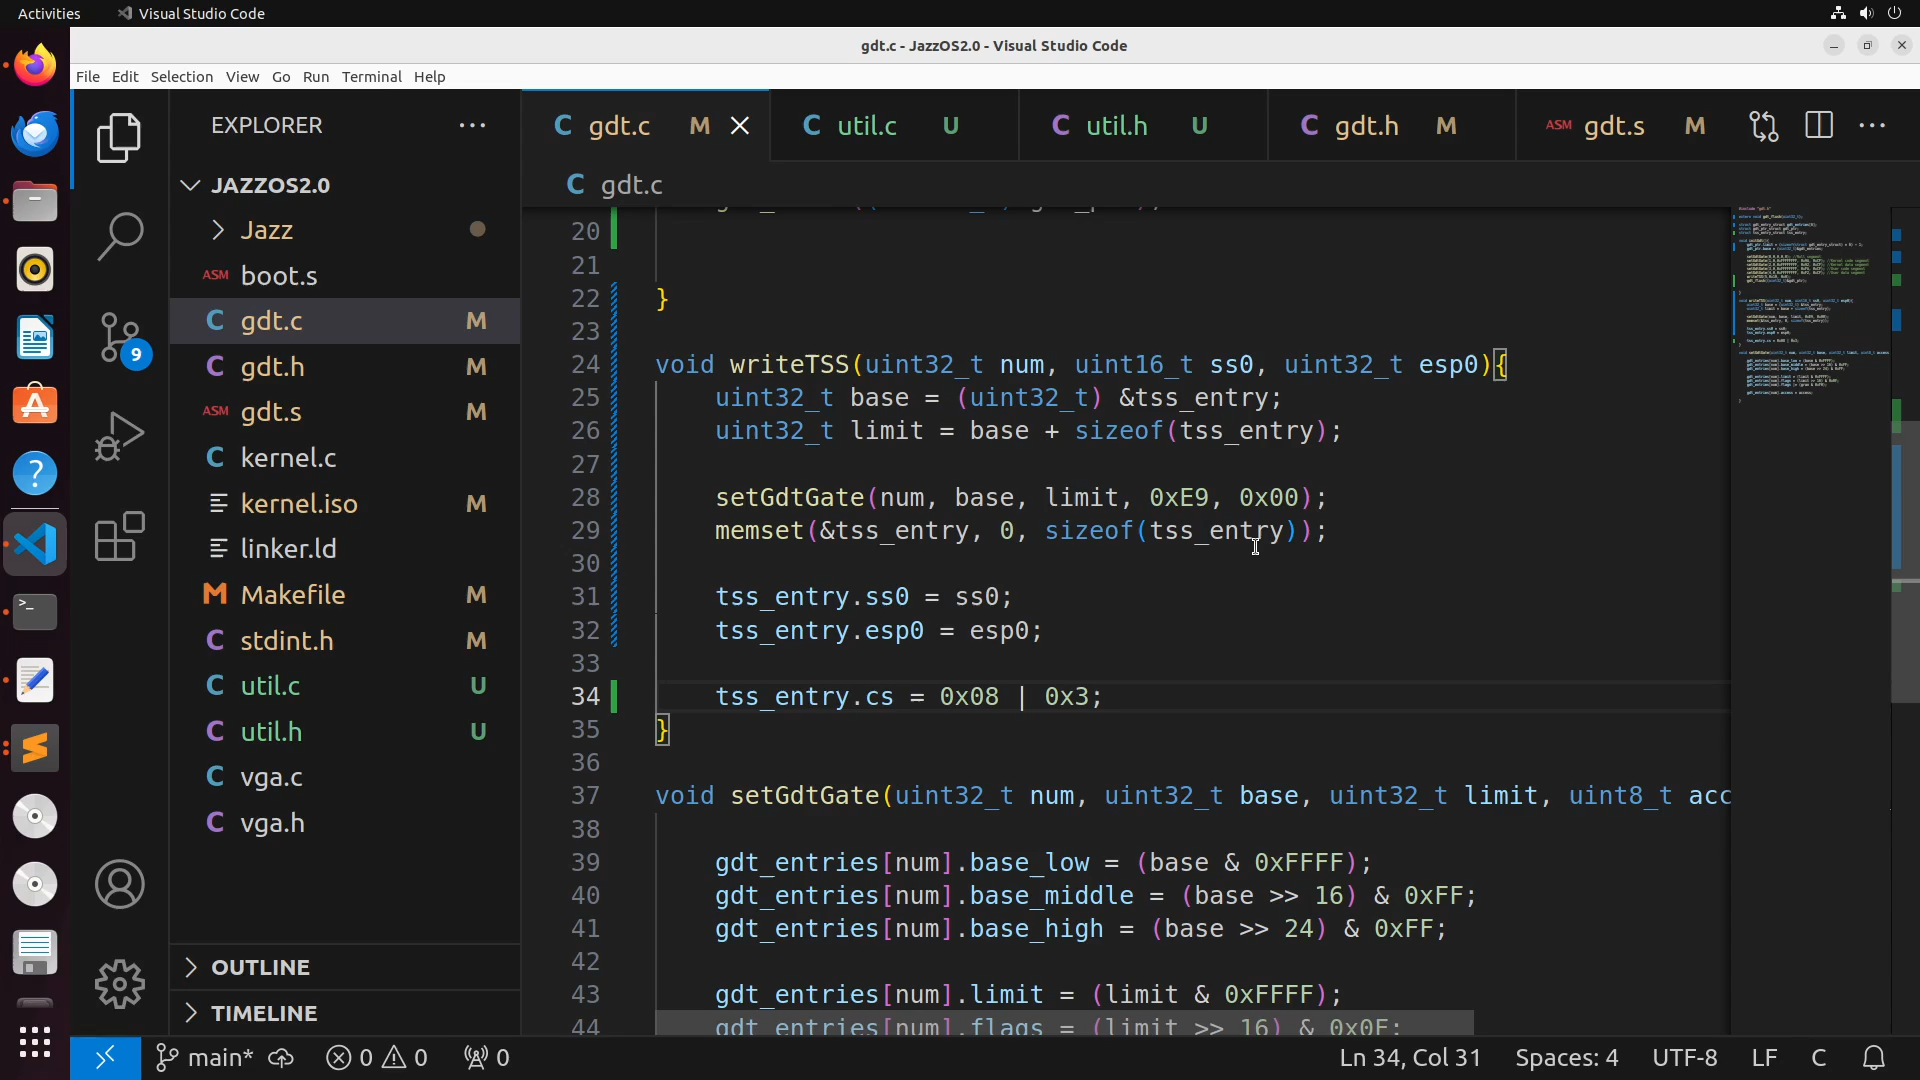 Activities
Visual Studio Code
gdt.c - JazzOS2.0 - Visual Studio Code
File Edit Selection View Go Run Terminal Help
EXPLORER
JAZZOS2.0
Jazz
ASM boot.s
C gdt.c M
C gdt.h M
ASM gdt.s M
C kernel.c
kernel.iso M
linker.ld
M Makefile M
C stdint.h M
C util.c U
C util.h U
C vga.c
C vga.h
OUTLINE
TIMELINE
9
C gdt.c M
C util.c U
C util.h U
C gdt.h M
ASM gdt.s M
C gdt.c
20
21
22 }
23
24 void writeTSS(uint32_t num, uint16_t ss0, uint32_t esp0){
25 uint32_t base = (uint32_t) &tss_entry;
26 uint32_t limit = base + sizeof(tss_entry);
27
28 setGdtGate(num, base, limit, 0xE9, 0x00);
29 memset(&tss_entry, 0, sizeof(tss_entry));
30
31 tss_entry.ss0 = ss0;
32 tss_entry.esp0 = esp0;
33
34 tss_entry.cs = 0x08 | 0x3;
35 }
36
37 void setGdtGate(uint32_t num, uint32_t base, uint32_t limit, uint8_t acc
38
39 gdt_entries[num].base_low = (base & 0xFFFF);
40 gdt_entries[num].base_middle = (base >> 16) & 0xFF;
41 gdt_entries[num].base_high = (base >> 24) & 0xFF;
42
43 gdt_entries[num].limit = (limit & 0xFFFF);
44 gdt_entries[num].flags = (limit >> 16) & 0x0F;
main* 0 0 0
Ln 34, Col 31 Spaces: 4 UTF-8 LF C